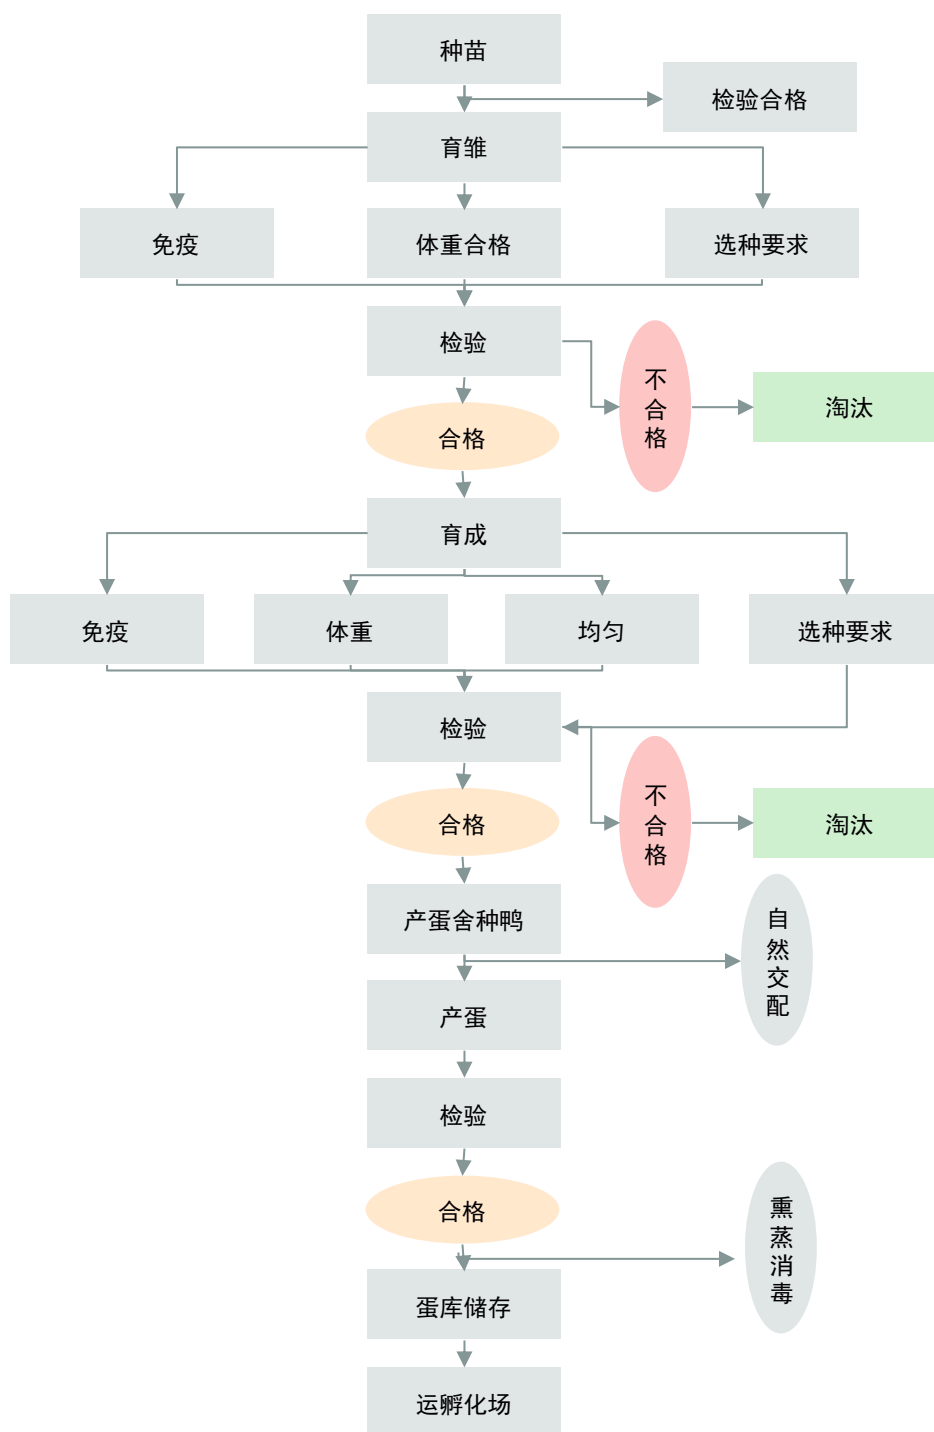 种苗
检验合格
育雏
免疫
体重合格
选种要求
检验
不合格
淘汰
合格
育成
免疫
体重
均匀
选种要求
检验
不合格
淘汰
合格
产蛋舍种鸭
自然交配
产蛋
检验
合格
熏蒸消毒
蛋库储存
运孵化场